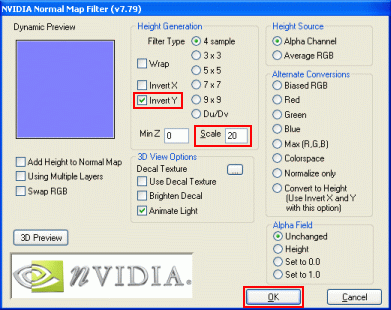 NVIDIA Normal Map Filter (v7.79)
Dynamic Preview
Add Height to Normal Map
Using Multiple Layers
Swap RGB
3D Preview
nVIDIA.
Height Generation
Filter Type
4 sample
Wrap
3 x 3
5 x 5
Invert X
7 x 7
Invert Y
9 x 9
Du/Dv
Min Z 0
Scale 20
3D View Options
Decal Texture ...
Use Decal Texture
Brighten Decal
Animate Light
Height Source
Alpha Channel
Average RGB
Alternate Conversions
Biased RGB
Red
Green
Blue
Max (R,G,B)
Colorspace
Normalize only
Convert to Height
(Use Invert X and Y
with this option)
Alpha Field
Unchanged
Height
Set to 0.0
Set to 1.0
OK
Cancel